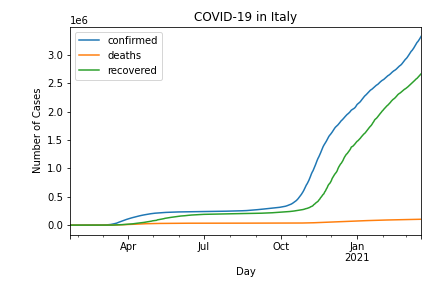 COVID-19 in Italy
1e6
confirmed
deaths
recovered
Number of Cases
3.0
2.5
2.0
1.5
1.0
0.5
0.0
Apr
Jul
Oct
Jan
2021
Day